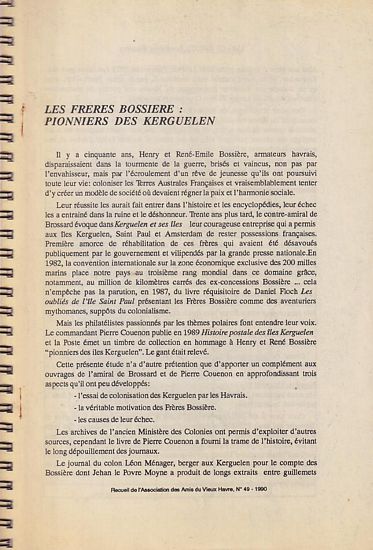 LES FRERES BOSSIERE :
PIONNIERS DES KERGUELEN
Il y a cinquante ans, Henry et René-Emile Bossière, armateurs havrais,
disparaissaient dans la tourmente de la guerre, brisés et vaincus, non pas par
l'envahisseur, mais par l'écroulement d'un rêve de jeunesse qu'ils ont poursuivi
toute leur vie: coloniser les Terres Australes Françaises et vraisemblablement tenter
d'y créer un modèle de société où devaient régner la paix et l'harmonie sociale.
Leur réussite les aurait fait entrer dans l'histoire et les encyclopédies, leur échec
les a entrainé dans la ruine et le déshonneur. Trente ans plus tard, le contre-amiral de
Brossard évoque dans Kerguelen et ses Iles leur courageuse entreprise qui a permis
aux Iles Kerguelen, Saint Paul et Amsterdam de rester possessions françaises.
Première amorce de réhabilitation de ces frères qui avaient été désavoués
publiquement par le gouvernement et vilipendés par la grande presse nationale.En
1982, la convention internationale sur la zone économique exclusive des 200 milles
marins place notre pays au troisième rang mondial dans ce domaine grâce,
notamment, au million de kilomètres carrés des ex-concessions Bossière ... cela
n'empêche pas la parution, en 1987, du livre réquisitoire de Daniel Floch Les
oubliés de l'Ile Saint Paul présentant les Frères Bossière comme des aventuriers
mythomanes, suppôts du colonialisme.
Mais les philatélistes passionnés par les thèmes polaires font entendre leur voix.
Le commandant Pierre Couenon publie en 1989 Histoire postale des Iles Kerguelen
et la Poste émet un timbre de collection en hommage à Henry et René Bossière
"pionniers des îles Kerguelen". Le gant était relevé.
Cette présente étude n'a d'autre prétention que d'apporter un complément aux
ouvrages de l'amiral de Brossard et de Pierre Couenon en approfondissant trois
aspects qu'il ont peu développés:
- l'essai de colonisation des Kerguelen par les Havrais.
- la véritable motivation des Frères Bossière.
- les causes de leur échec.
Les archives de l'ancien Ministère des Colonies ont permis d'exploiter d'autres
sources, cependant le livre de Pierre Couenon a fourni la trame de l'histoire, évitant
le long dépouillement des journaux.
Le journal du colon Léon Ménager, berger aux Kerguelen pour le compte des
Bossière dont Jehan le Povre Moyne a produit de longs extraits entre guillemets
Recueil de l'Association des Amis du Vieux Havre, N° 49 - 1990